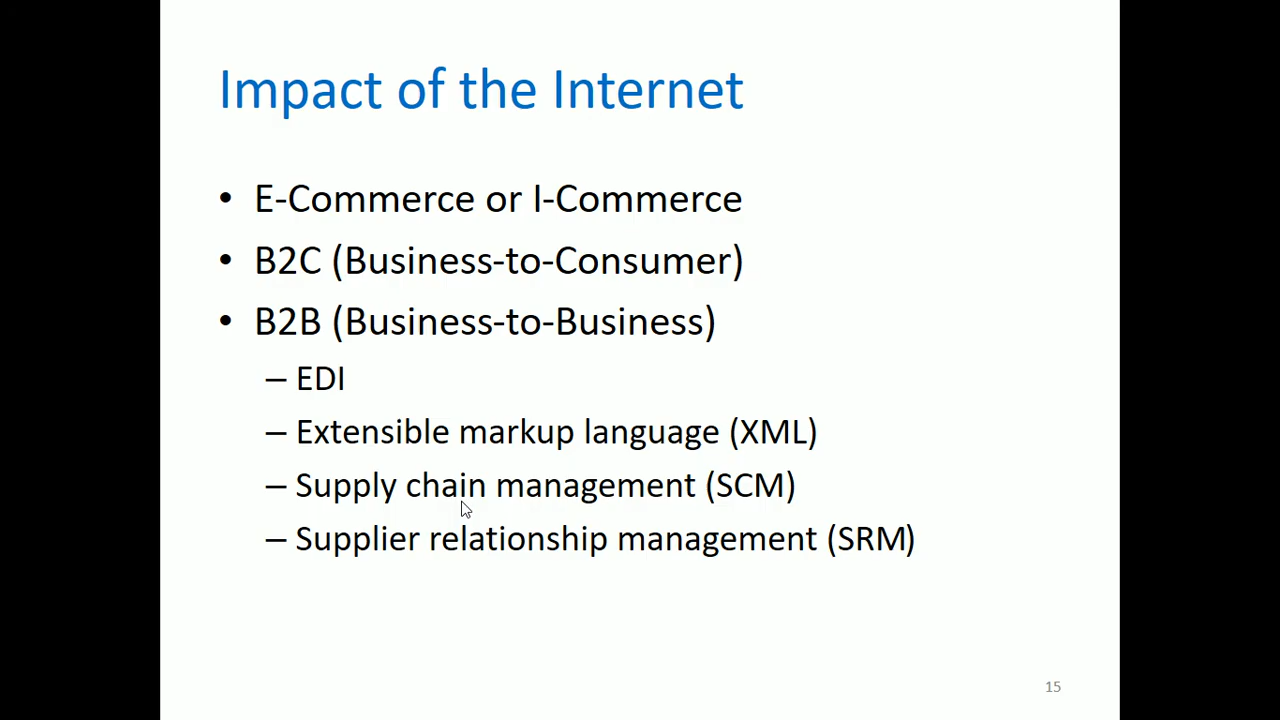 Impact of the Internet
• E-Commerce or I-Commerce
• B2C (Business-to-Consumer)
• B2B (Business-to-Business)
– EDI
– Extensible markup language (XML)
– Supply chain management (SCM)
– Supplier relationship management (SRM)
15